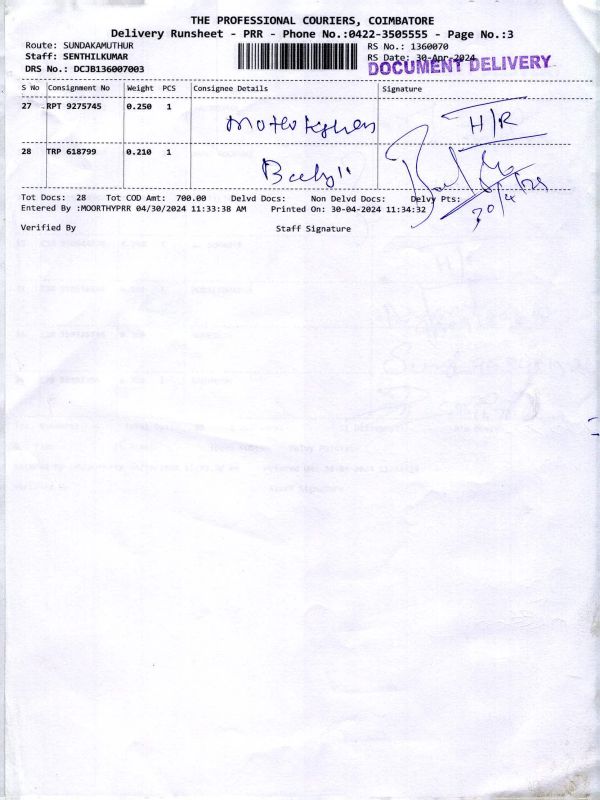 THE PROFESSIONAL COURIERS, COIMBATORE
Delivery Runsheet - PRR - Phone No.:0422-3505555 - Page No.:3
Route: SUNDAKAMUTHUR
RS No.: 1360070
Staff: SENTHILKUMAR
RS Date: 30-Apr-2024
DRS No.: DCJB136007003
DOCUMENT DELIVERY
S No Consignment No Weight PCS Consignee Details Signature
27 RPT 9275745 0.250 1
H/R
28 TRP 618799 0.210 1
30/4/24
Tot Docs: 28 Tot COD Amt: 700.00 Delvd Docs: Non Delvd Docs: Delvy Pts:
Entered By :MOORTHYPRR 04/30/2024 11:33:38 AM Printed On: 30-04-2024 11:34:32
Verified By Staff Signature